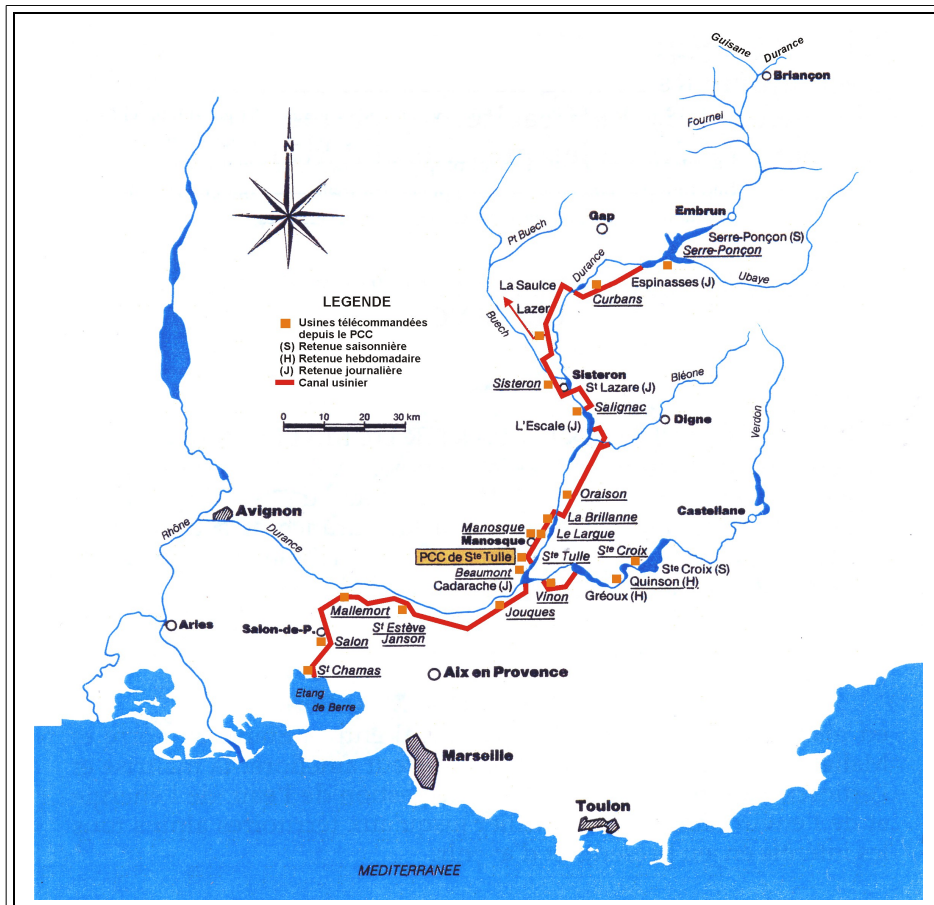 Guisane
Durance
Briançon
Fournel
N
Pt Buech
Gap
Embrun
Serre-Ponçon (S)
Serre-Ponçon
Durance
Ubaye
La Saulce
Espinasses (J)
Curbans
Lazer
Buech
LEGENDE
Usines télécommandées
depuis le PCC
(S) Retenue saisonnière
(H) Retenue hebdomadaire
(J) Retenue journalière
Canal usinier
0 10 20 30 km
Sisteron
Sisteron
St Lazare (J)
Bléone
Salignac
L'Escale (J)
Digne
Verdon
Oraison
Avignon
Rhône
Durance
La Brillanne
Castellane
Manosque
Le Largue
Manosque
PCC de Ste Tulle
Ste Tulle
Ste Croix
Ste Croix (S)
Beaumont
Cadarache (J)
Quinson (H)
Vinon
Gréoux (H)
Mallemort
Jouques
Arles
Salon-de-P.
St Estève
Janson
Salon
St Chamas
Aix en Provence
Etang
de Berre
Marseille
Toulon
MEDITERRANEE